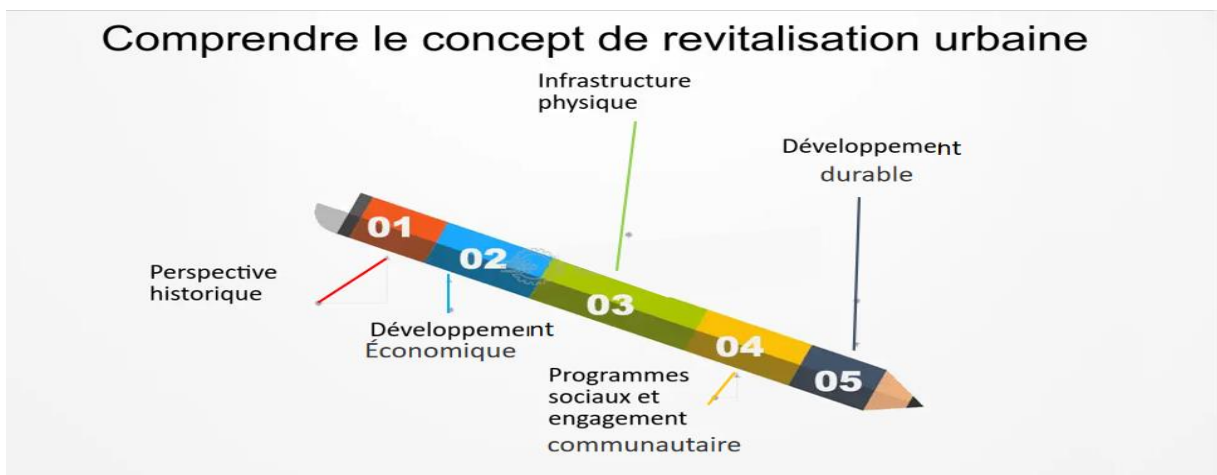 Comprendre le concept de revitalisation urbaine
Infrastructure
physique
Développement
durable
01
02
03
04
05
Perspective
historique
Développement
Économique
Programmes
sociaux et
engagement
communautaire